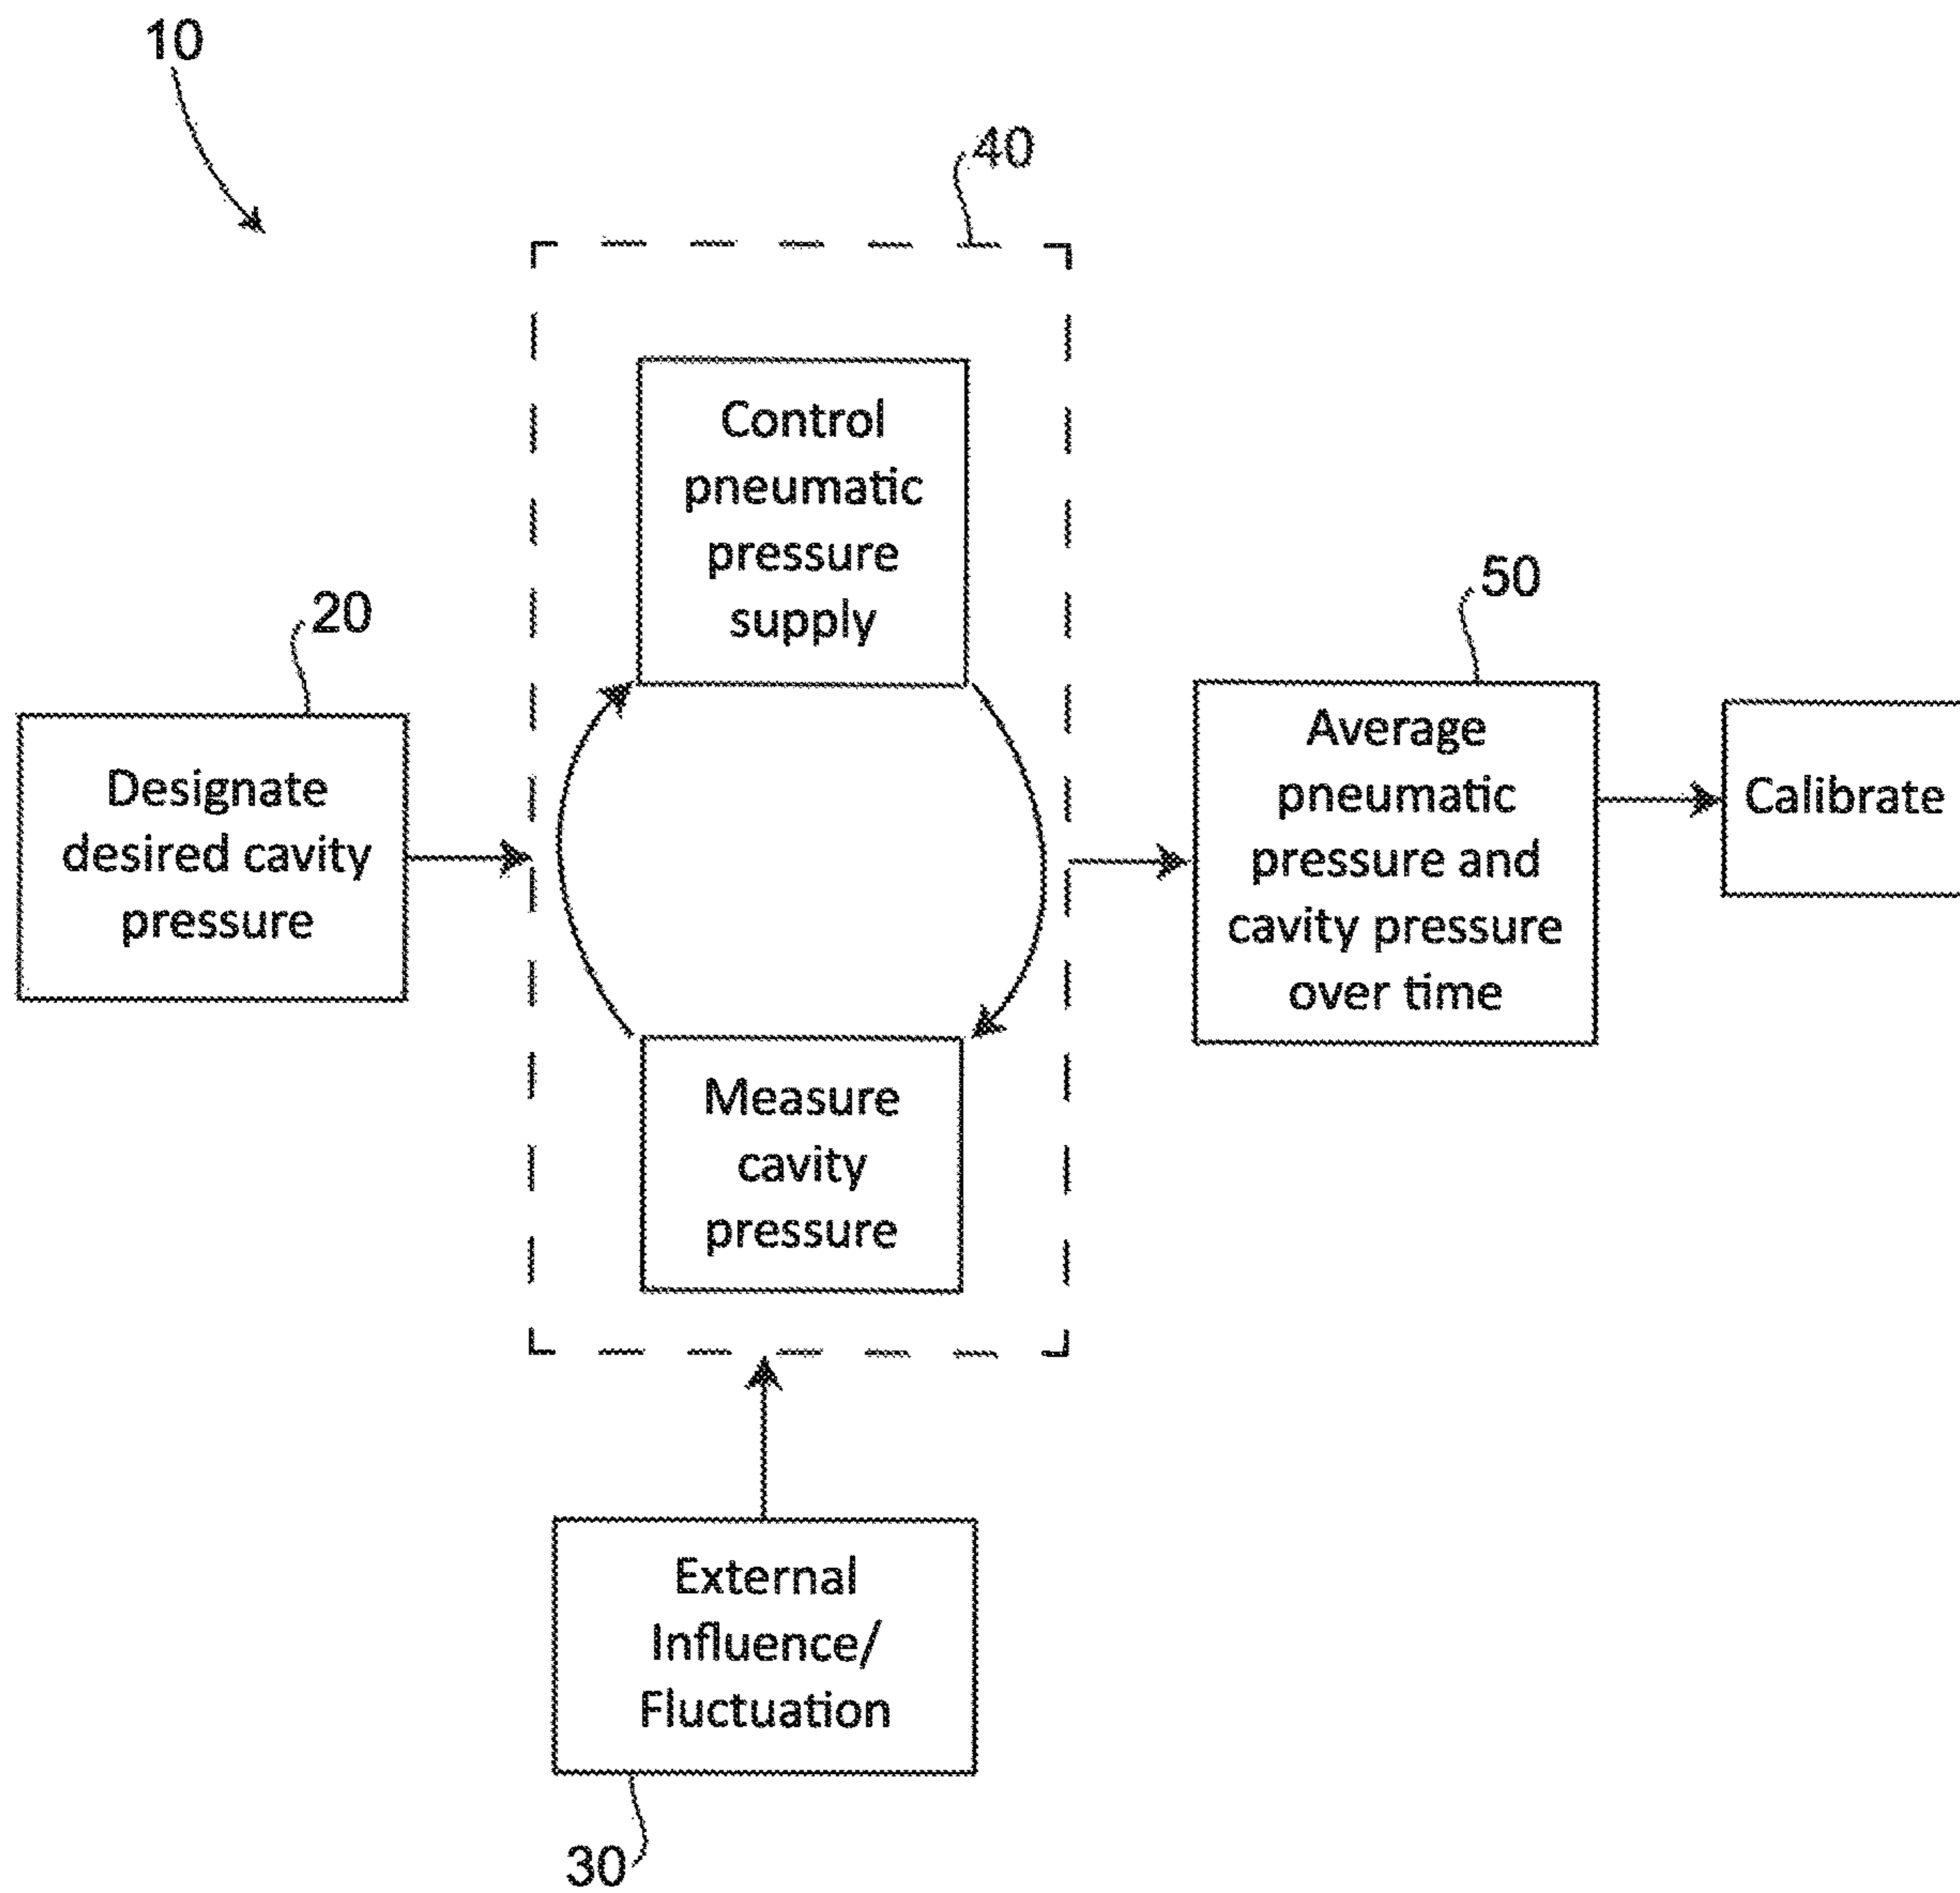 10
40
Control
pneumatic
pressure
supply
20
Designate
desired cavity
pressure
50
Average
pneumatic
pressure and
cavity pressure
over time
Calibrate
Measure
cavity
pressure
External
Influence/
Fluctuation
30